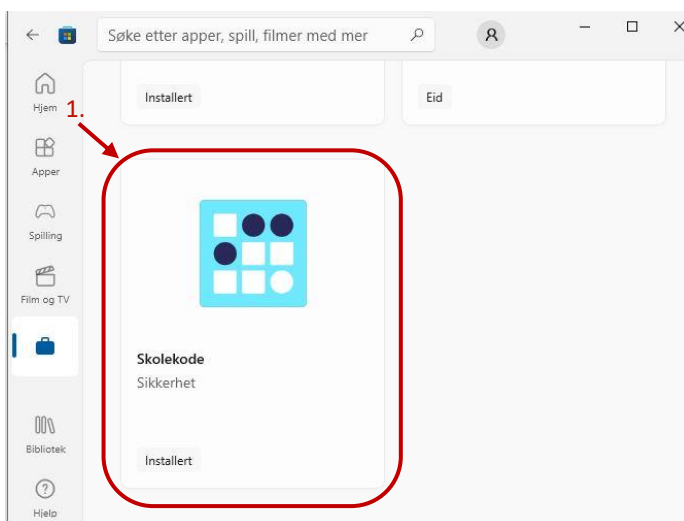 Søke etter apper, spill, filmer med mer
Hjem
1.
Installert
Eid
Apper
Spilling
Film og TV
Skolekode
Sikkerhet
Bibliotek
Installert
Hjelp